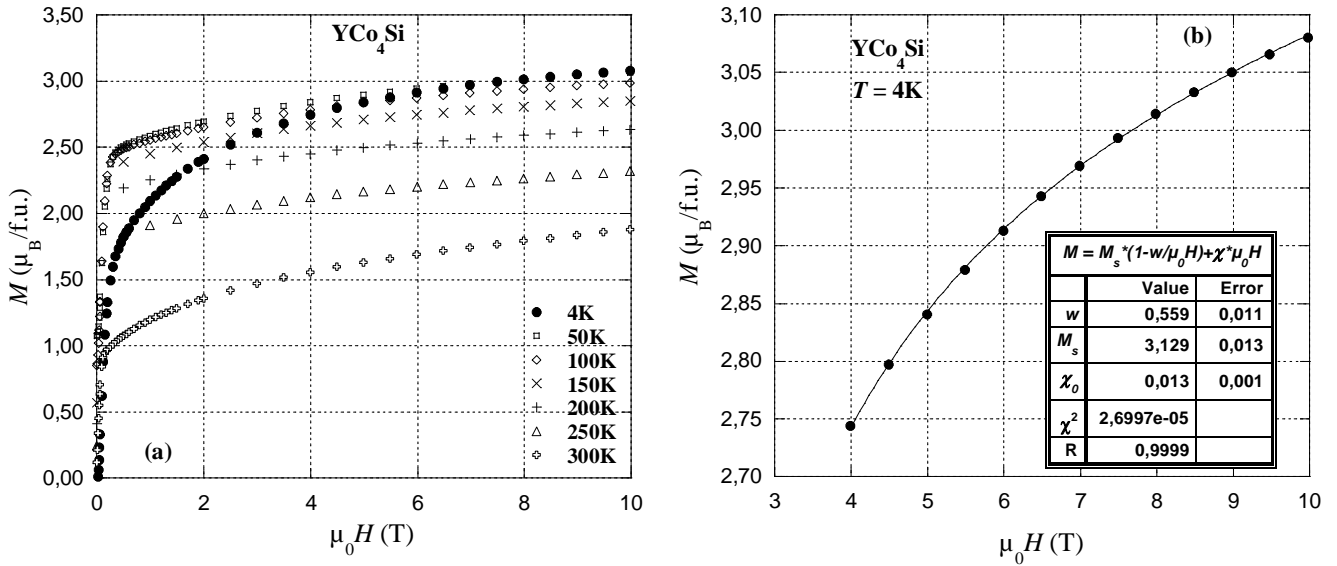 3,50
3,00
2,50
2,00
1,50
1,00
0,50
0,00
M (μB/f.u.)
YCo4Si
4K
50K
100K
150K
200K
250K
300K
(a)
0 2 4 6 8 10
μ0H (T)
3,10
3,05
3,00
2,95
2,90
2,85
2,80
2,75
2,70
M (μB/f.u.)
YCo4Si
T = 4K
(b)
M = Ms*(1-w/μ0H)+χ*μ0H
Value Error
w 0,559 0,011
Ms 3,129 0,013
χ0 0,013 0,001
χ2 2,6997e-05
R 0,9999
3 4 5 6 7 8 9 10
μ0H (T)